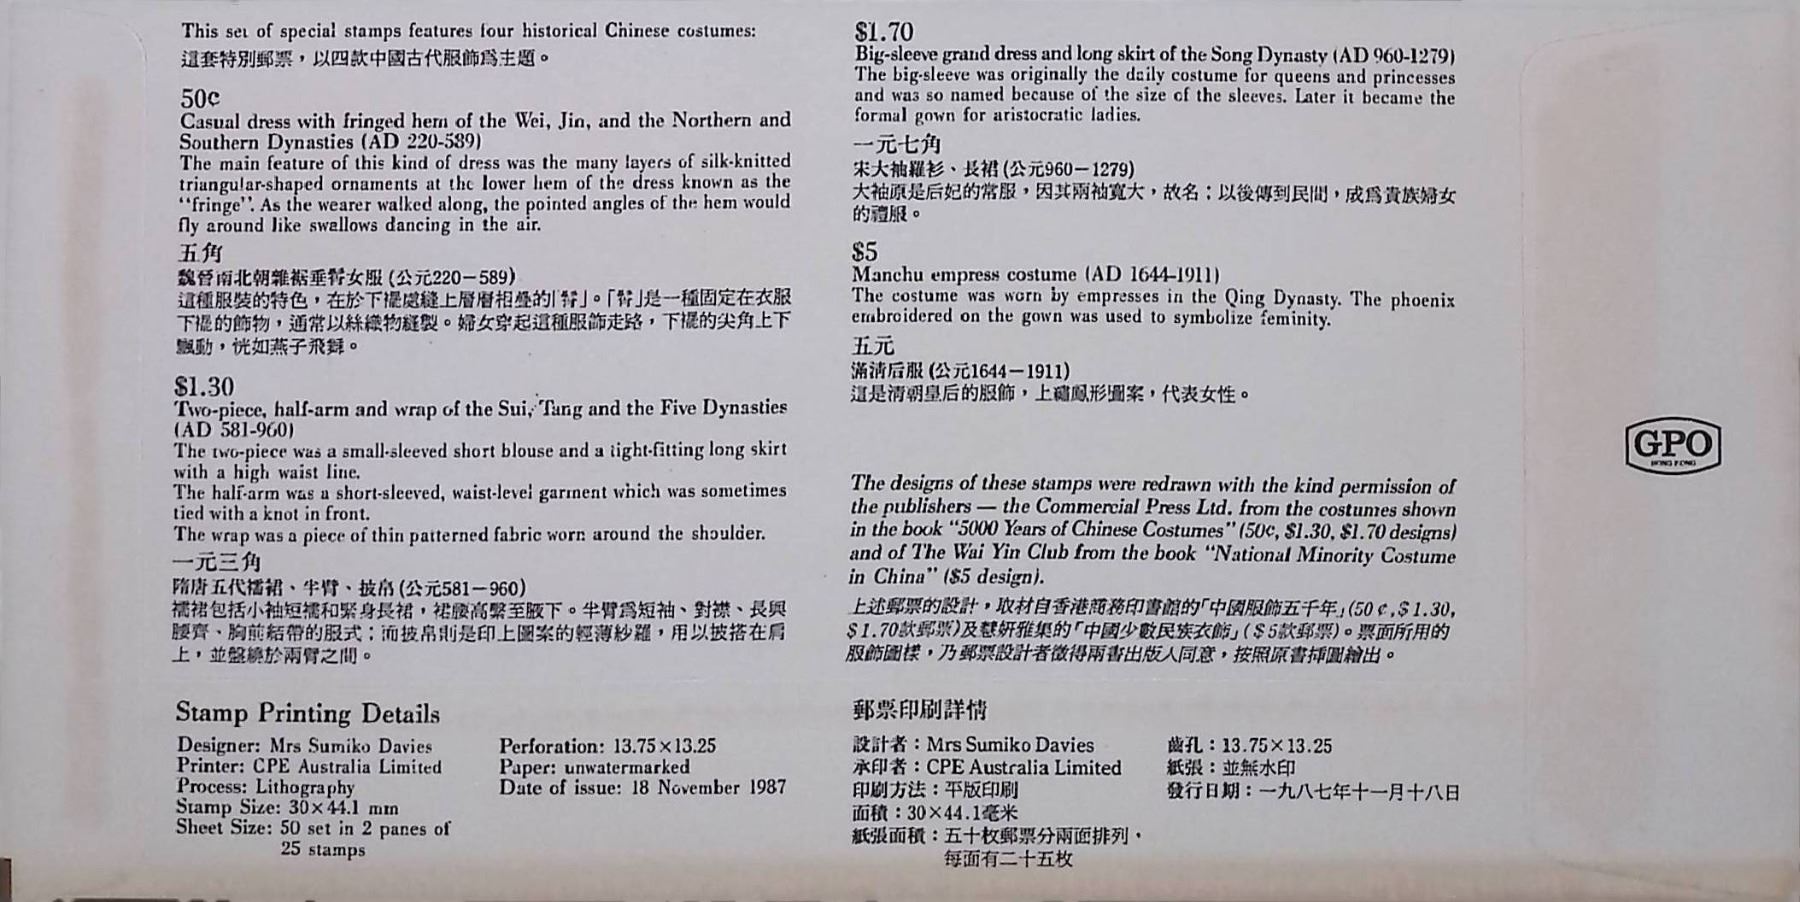 This set of special stamps features four historical Chinese costumes:
這套特別郵票，以四款中國古代服飾爲主題。
50¢
Casual dress with fringed hem of the Wei, Jin, and the Northern and
Southern Dynasties (AD 220-589)
The main feature of this kind of dress was the many layers of silk-knitted
triangular-shaped ornaments at the lower hem of the dress known as the
“fringe”. As the wearer walked along, the pointed angles of the hem would
fly around like swallows dancing in the air.
五角
魏晉南北朝雜裾垂髾女服 (公元220－589)
這種服裝的特色，在於下襬處縫上層層相疊的「髾」。「髾」是一種固定在衣服
下襬的飾物，通常以絲織物縫製。婦女穿起這種服飾走路，下襬的尖角上下
飄動，恍如燕子飛舞。
$1.30
Two-piece, half-arm and wrap of the Sui, Tang and the Five Dynasties
(AD 581-960)
The two-piece was a small-sleeved short blouse and a tight-fitting long skirt
with a high waist line.
The half-arm was a short-sleeved, waist-level garment which was sometimes
tied with a knot in front.
The wrap was a piece of thin patterned fabric worn around the shoulder.
一元三角
隋唐五代襦裙、半臂、披帛 (公元581－960)
襦裙包括小袖短襦和緊身長裙，裙腰高繫至腋下。半臂爲短袖、對襟、長與
腰齊、胸前結帶的服式；而披帛則是印上圖案的輕薄紗羅，用以披搭在肩
上，並盤繞於兩臂之間。
$1.70
Big-sleeve grand dress and long skirt of the Song Dynasty (AD 960-1279)
The big-sleeve was originally the daily costume for queens and princesses
and was so named because of the size of the sleeves. Later it became the
formal gown for aristocratic ladies.
一元七角
宋大袖羅衫、長裙 (公元960－1279)
大袖原是后妃的常服，因其兩袖寬大，故名；以後傳到民間，成爲貴族婦女
的禮服。
$5
Manchu empress costume (AD 1644-1911)
The costume was worn by empresses in the Qing Dynasty. The phoenix
embroidered on the gown was used to symbolize feminity.
五元
滿清后服 (公元1644－1911)
這是清朝皇后的服飾，上繡鳳形圖案，代表女性。
The designs of these stamps were redrawn with the kind permission of
the publishers — the Commercial Press Ltd. from the costumes shown
in the book “5000 Years of Chinese Costumes” (50¢, $1.30, $1.70 designs)
and of The Wai Yin Club from the book “National Minority Costume
in China” ($5 design).
上述郵票的設計，取材自香港商務印書館的「中國服飾五千年」(50¢,$1.30,
$1.70款郵票)及慧妍雅集的「中國少數民族衣飾」($5款郵票)。票面所用的
服飾圖樣，乃郵票設計者徵得兩書出版人同意，按照原書插圖繪出。
GPO
HONG KONG
Stamp Printing Details
Designer: Mrs Sumiko Davies
Printer: CPE Australia Limited
Process: Lithography
Stamp Size: 30×44.1 mm
Sheet Size: 50 set in 2 panes of
25 stamps
Perforation: 13.75×13.25
Paper: unwatermarked
Date of issue: 18 November 1987
郵票印刷詳情
設計者：Mrs Sumiko Davies
承印者：CPE Australia Limited
印刷方法：平版印刷
面積：30×44.1毫米
紙張面積：五十枚郵票分兩面排列，
每面有二十五枚
齒孔：13.75×13.25
紙張：並無水印
發行日期：一九八七年十一月十八日